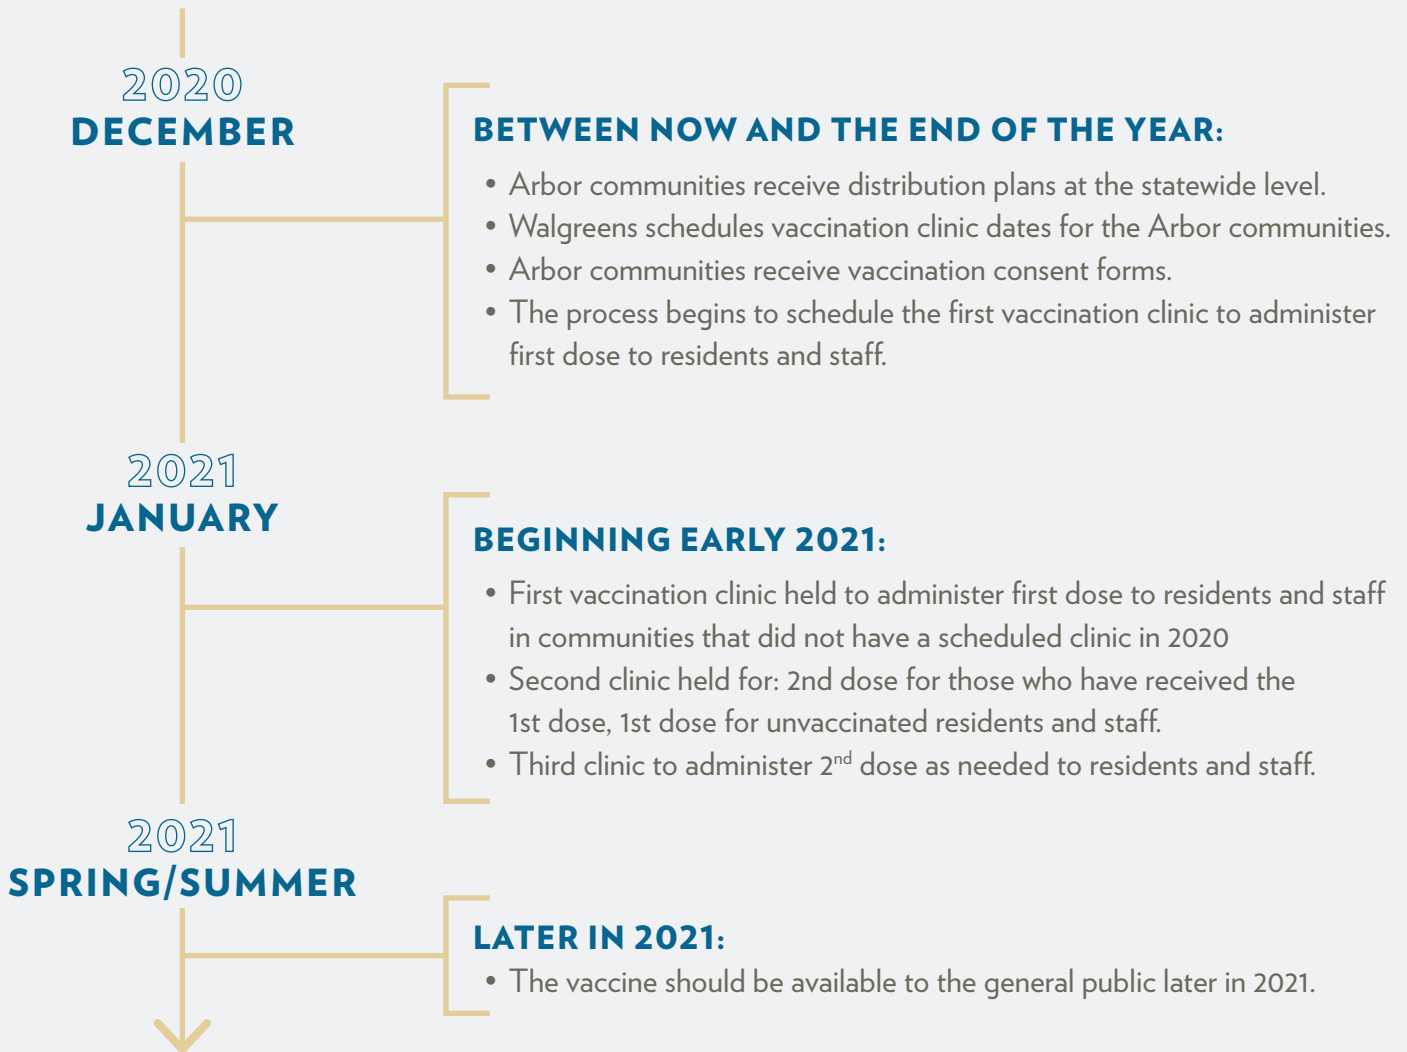 2020
DECEMBER
BETWEEN NOW AND THE END OF THE YEAR:
• Arbor communities receive distribution plans at the statewide level.
• Walgreens schedules vaccination clinic dates for the Arbor communities.
• Arbor communities receive vaccination consent forms.
• The process begins to schedule the first vaccination clinic to administer
first dose to residents and staff.
2021
JANUARY
BEGINNING EARLY 2021:
• First vaccination clinic held to administer first dose to residents and staff
in communities that did not have a scheduled clinic in 2020
• Second clinic held for: 2nd dose for those who have received the
1st dose, 1st dose for unvaccinated residents and staff.
• Third clinic to administer 2nd dose as needed to residents and staff.
2021
SPRING/SUMMER
LATER IN 2021:
• The vaccine should be available to the general public later in 2021.